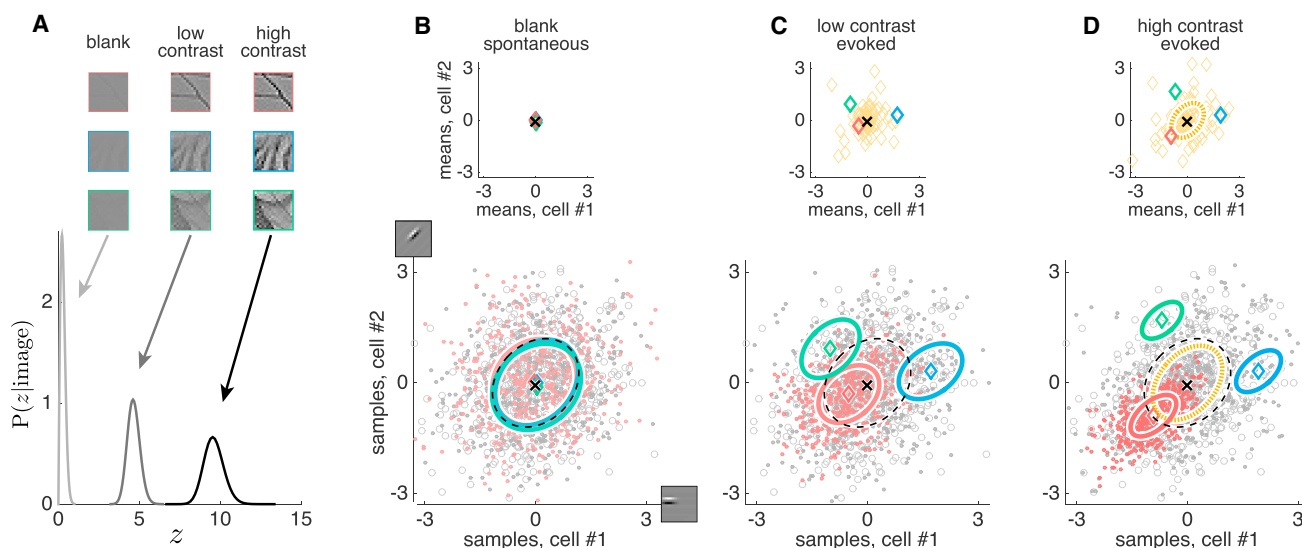 A
blank
low
contrast
high
contrast
P(z|image)
2
1
0
0
5
10
15
z
B
blank
spontaneous
means, cell #2
3
0
-3
-3
0
3
means, cell #1
samples, cell #2
3
0
-3
-3
0
3
samples, cell #1
C
low contrast
evoked
3
0
-3
-3
0
3
means, cell #1
3
0
-3
-3
0
3
samples, cell #1
D
high contrast
evoked
3
0
-3
-3
0
3
means, cell #1
3
0
-3
-3
0
3
samples, cell #1